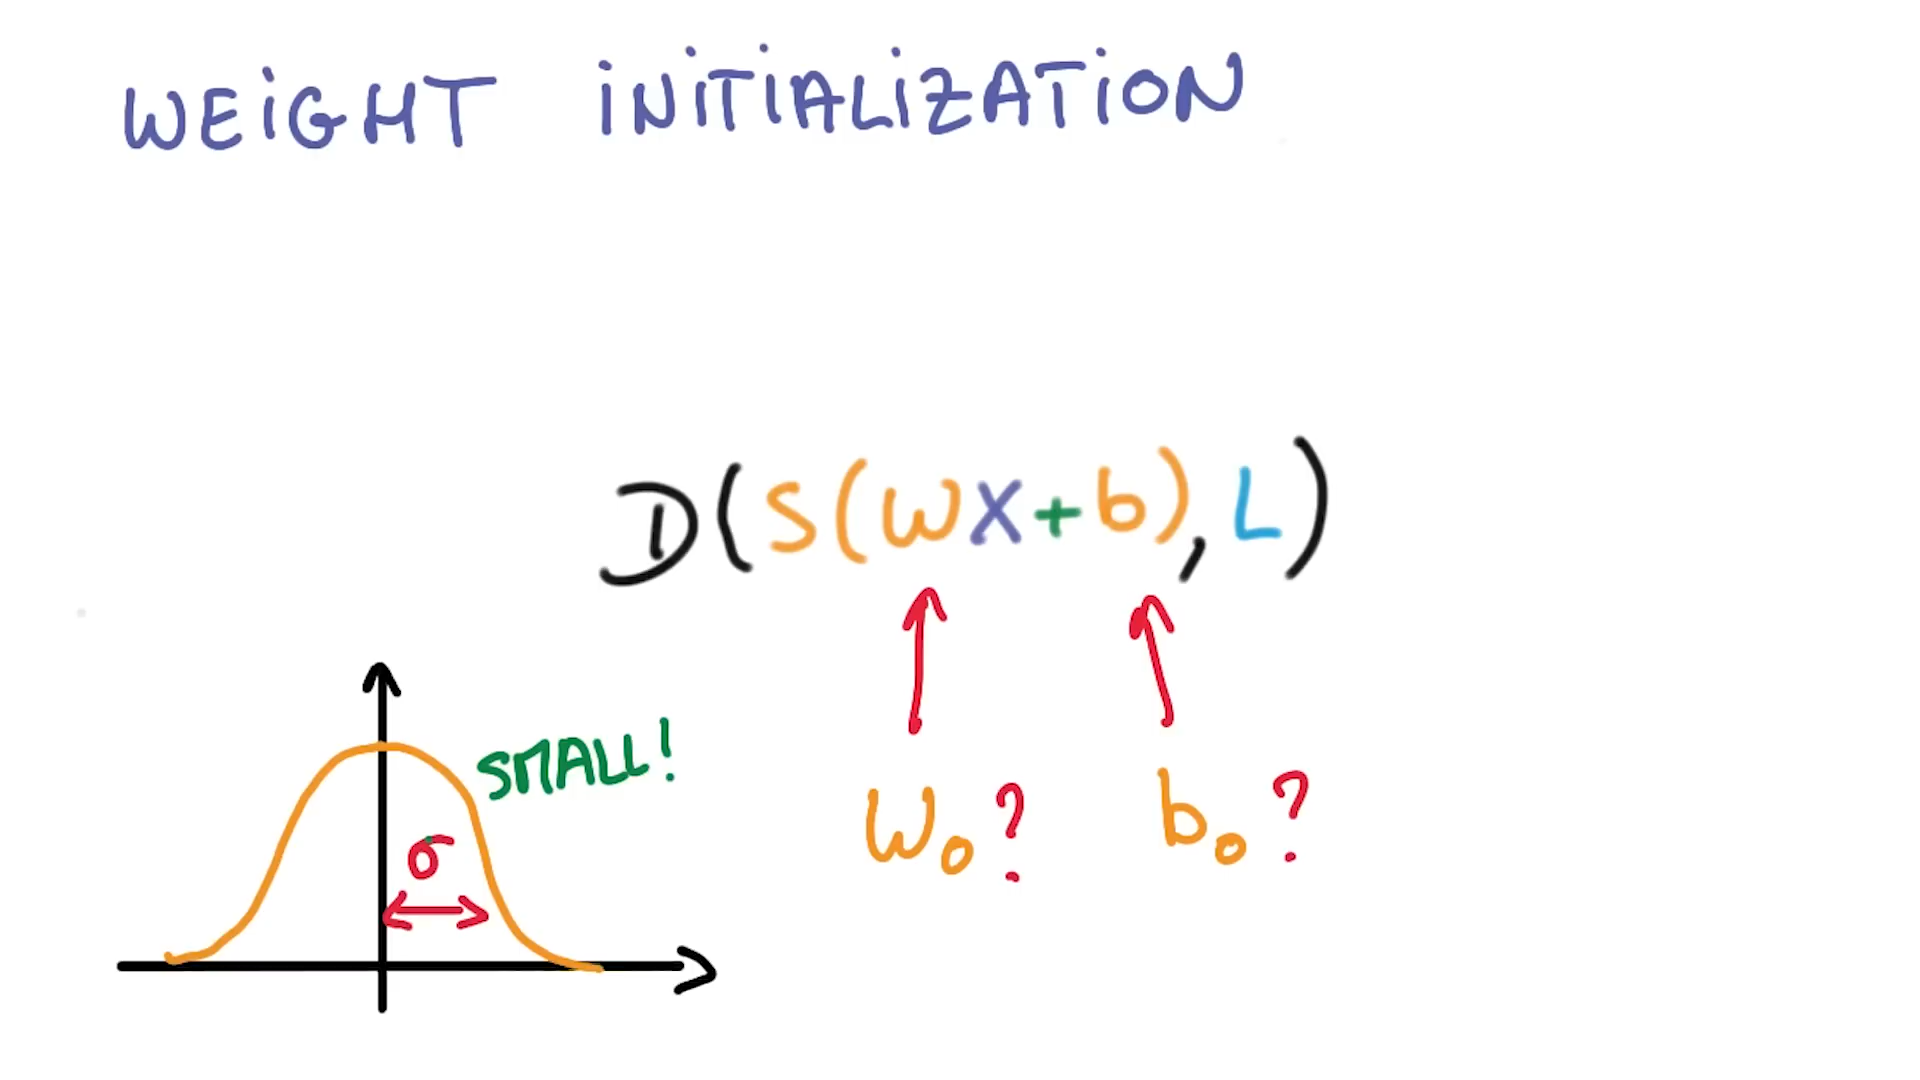 WEiGHT iNiTiALiZATiON
D(S(WX+b),L)
SMALL!
σ
W₀? b₀?